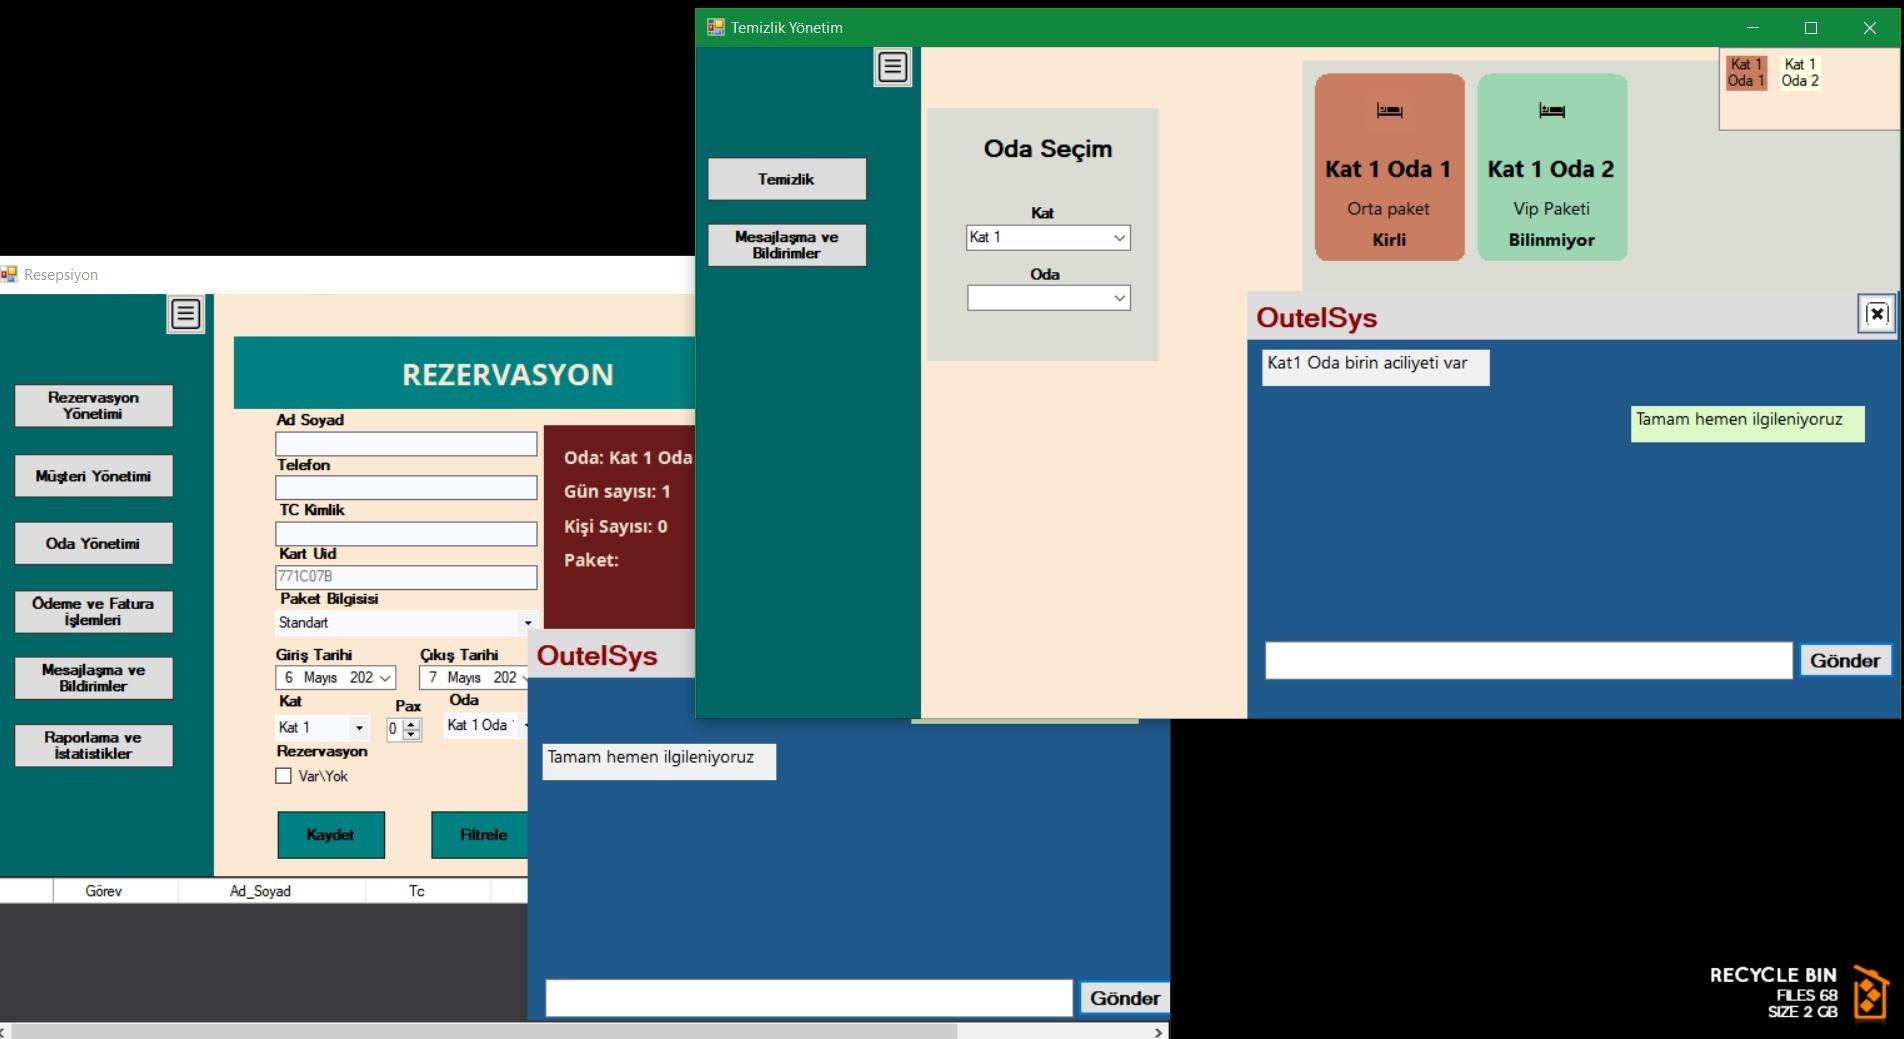 Temizlik Yönetim
Temizlik
Mesajlaşma ve
Bildirimler
Oda Seçim
Kat
Kat 1
Oda
Kat 1 Oda 1
Orta paket
Kirli
Kat 1 Oda 2
Vip Paketi
Bilinmiyor
Kat 1
Oda 1
Kat 1
Oda 2
OutelSys
Kat1 Oda birin aciliyeti var
Tamam hemen ilgileniyoruz
Gönder
Resepsiyon
Rezervasyon
Yönetimi
Müşteri Yönetimi
Oda Yönetimi
Ödeme ve Fatura
İşlemleri
Mesajlaşma ve
Bildirimler
Raporlama ve
İstatistikler
REZERVASYON
Ad Soyad
Telefon
TC Kimlik
Kart Uid
771C07B
Paket Bilgisisi
Standart
Giriş Tarihi
6 Mayıs 202
Çıkış Tarihi
7 Mayıs 202
Kat
Kat 1
Pax
0
Oda
Kat 1 Oda
Rezervasyon
Var\Yok
Kaydet
Filtrele
Oda: Kat 1 Oda
Gün sayısı: 1
Kişi Sayısı: 0
Paket:
OutelSys
Tamam hemen ilgileniyoruz
Gönder
Görev
Ad_Soyad
Tc
RECYCLE BIN
FILES 68
SIZE 2 GB